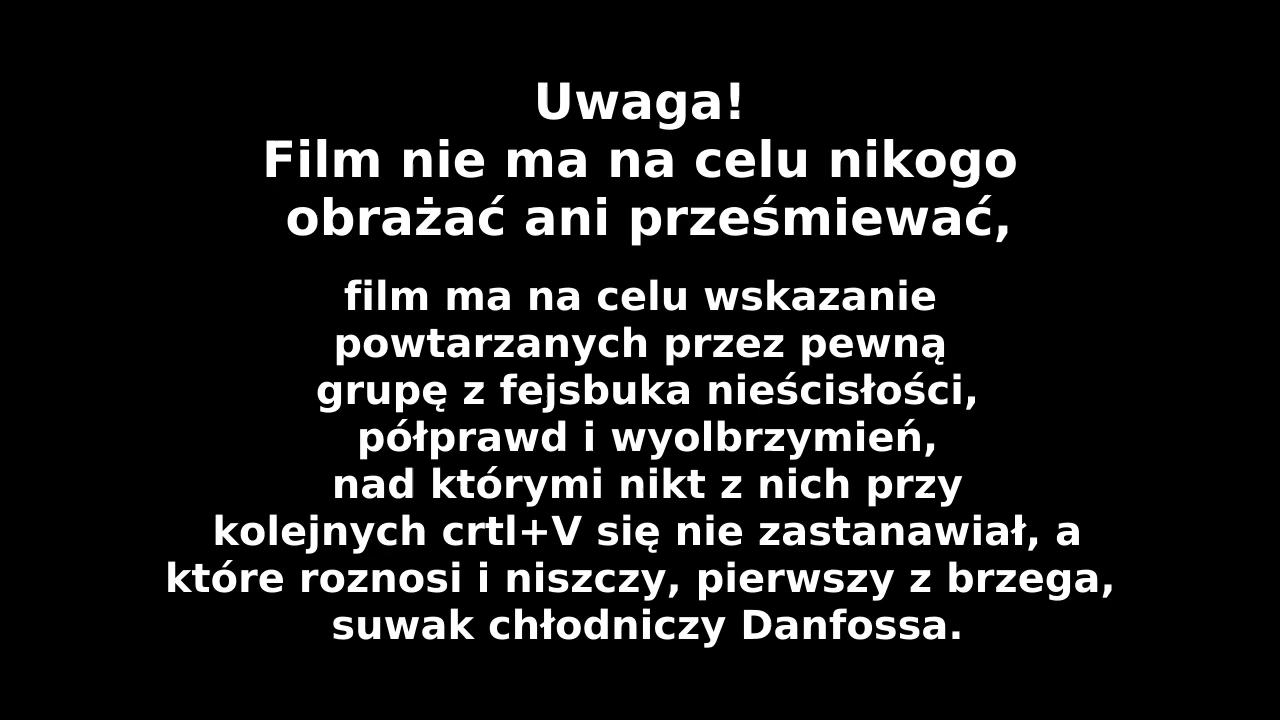 Uwaga!
Film nie ma na celu nikogo
obrażać ani prześmiewać,
film ma na celu wskazanie
powtarzanych przez pewną
grupę z fejsbuka nieścisłości,
półprawd i wyolbrzymień,
nad którymi nikt z nich przy
kolejnych crtl+V się nie zastanawiał, a
które roznosi i niszczy, pierwszy z brzega,
suwak chłodniczy Danfossa.